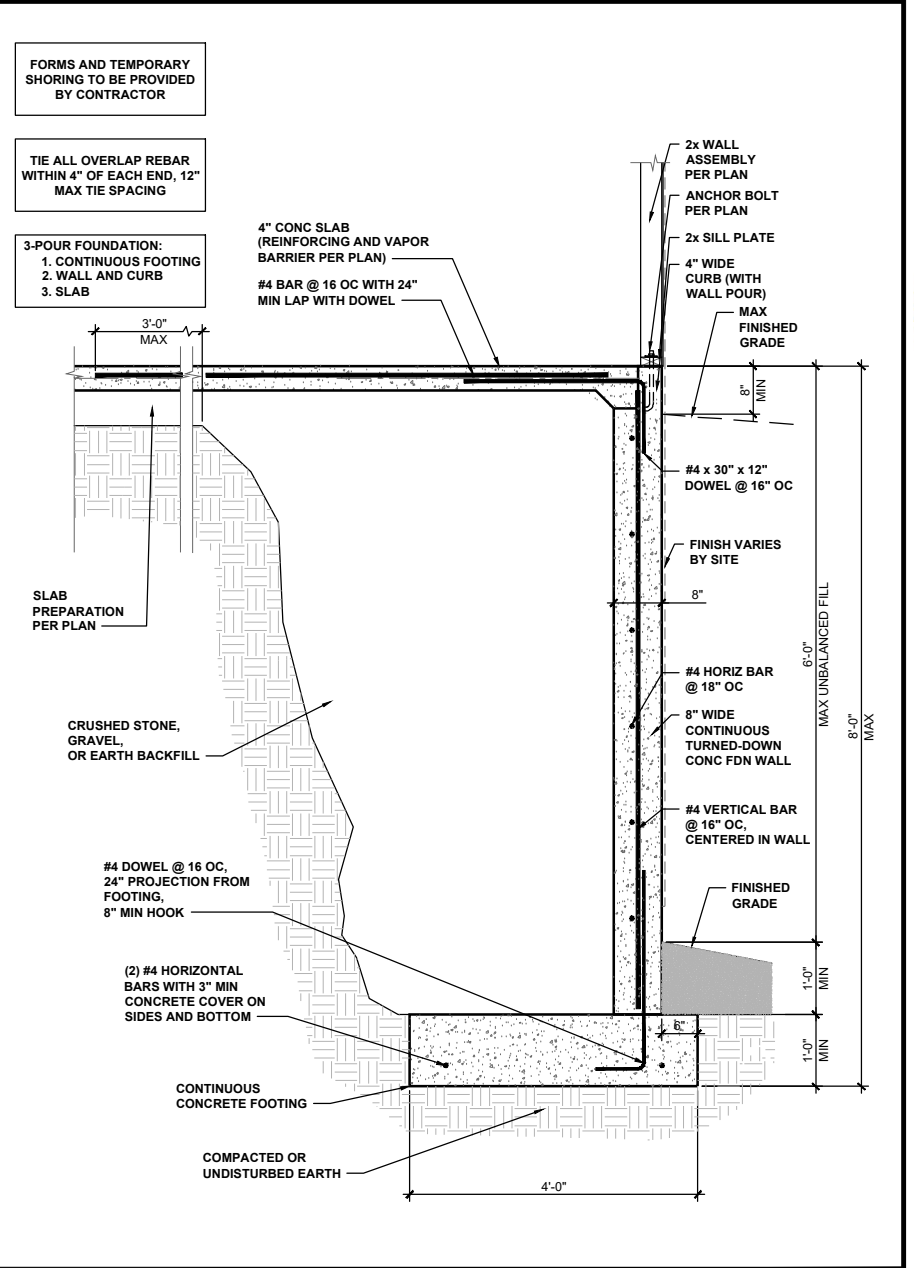 FORMS AND TEMPORARY
SHORING TO BE PROVIDED
BY CONTRACTOR
TIE ALL OVERLAP REBAR
WITHIN 4" OF EACH END, 12"
MAX TIE SPACING
3-POUR FOUNDATION:
1. CONTINUOUS FOOTING
2. WALL AND CURB
3. SLAB
3'-0"
MAX
4" CONC SLAB
(REINFORCING AND VAPOR
BARRIER PER PLAN)
#4 BAR @ 16 OC WITH 24"
MIN LAP WITH DOWEL
2x WALL
ASSEMBLY
PER PLAN
ANCHOR BOLT
PER PLAN
2x SILL PLATE
4" WIDE
CURB (WITH
WALL POUR)
MAX
FINISHED
GRADE
8"
MIN
#4 x 30" x 12"
DOWEL @ 16" OC
FINISH VARIES
BY SITE
8"
SLAB
PREPARATION
PER PLAN
6'-0"
MAX UNBALANCED FILL
8'-0"
MAX
#4 HORIZ BAR
@ 18" OC
8" WIDE
CONTINUOUS
TURNED-DOWN
CONC FDN WALL
CRUSHED STONE,
GRAVEL,
OR EARTH BACKFILL
#4 VERTICAL BAR
@ 16" OC,
CENTERED IN WALL
#4 DOWEL @ 16 OC,
24" PROJECTION FROM
FOOTING,
8" MIN HOOK
FINISHED
GRADE
(2) #4 HORIZONTAL
BARS WITH 3" MIN
CONCRETE COVER ON
SIDES AND BOTTOM
1'-0"
MIN
6"
1'-0"
MIN
CONTINUOUS
CONCRETE FOOTING
COMPACTED OR
UNDISTURBED EARTH
4'-0"